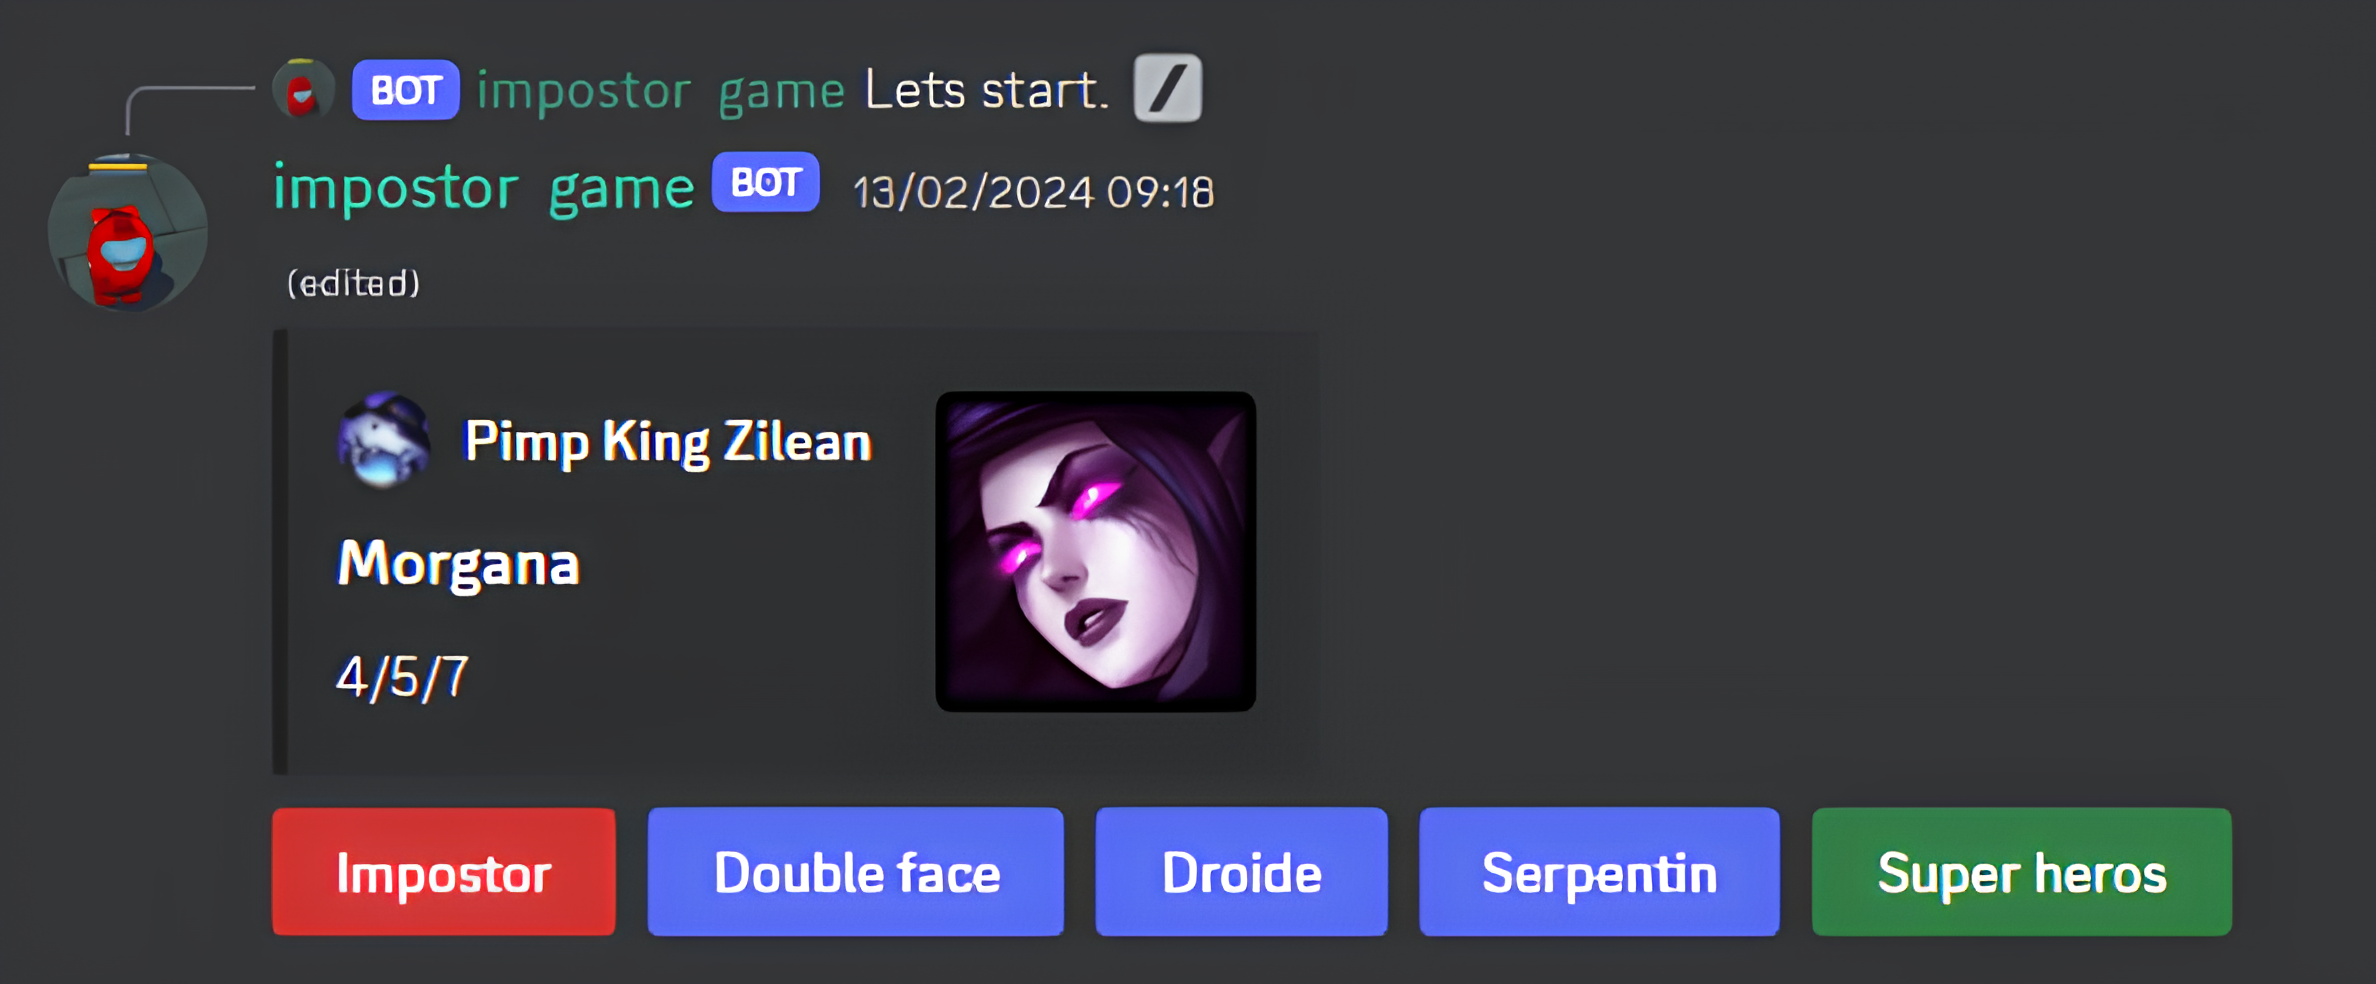 BOT impostor game Lets start.
impostor game BOT 13/02/2024 09:18
(edited)
Pimp King Zilean
Morgana
4/5/7
Impostor Double face Droide Serpentin Super heros